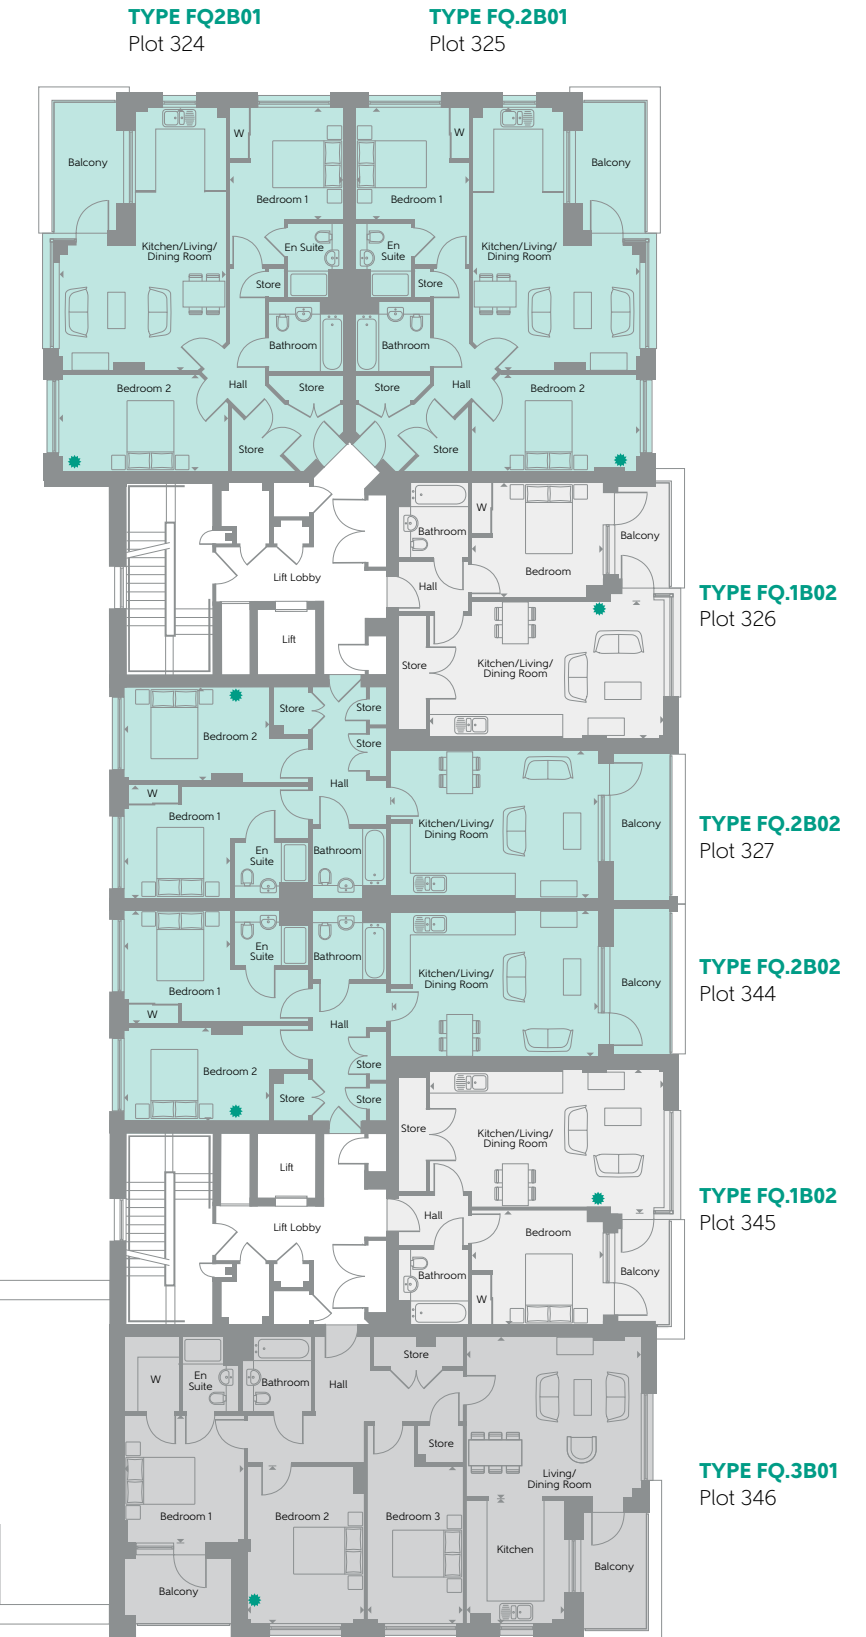 TYPE FQ2B01
Plot 324
TYPE FQ.2B01
Plot 325
Balcony
W
Bedroom 1
Kitchen/Living/
Dining Room
En Suite
Store
Bathroom
Bedroom 2
Hall
Store
Store
W
Balcony
Bedroom 1
En
Suite
Kitchen/Living/
Dining Room
Store
Bathroom
Store
Hall
Bedroom 2
Store
Lift Lobby
Lift
Bathroom
W
Balcony
Bedroom
Hall
Store
Kitchen/Living/
Dining Room
TYPE FQ.1B02
Plot 326
Store
Store
Bedroom 2
Store
Hall
W
Bedroom 1
En
Suite
Bathroom
Kitchen/Living/
Dining Room
Balcony
TYPE FQ.2B02
Plot 327
En
Suite
Bathroom
Bedroom 1
W
Hall
Kitchen/Living/
Dining Room
Balcony
Bedroom 2
Store
Store
Store
TYPE FQ.2B02
Plot 344
Store
Kitchen/Living/
Dining Room
Lift
Lift Lobby
Hall
Bedroom
Bathroom
W
Balcony
TYPE FQ.1B02
Plot 345
W
En
Suite
Bathroom
Hall
Store
Store
Living/
Dining Room
Bedroom 1
Bedroom 2
Bedroom 3
Kitchen
Balcony
Balcony
TYPE FQ.3B01
Plot 346